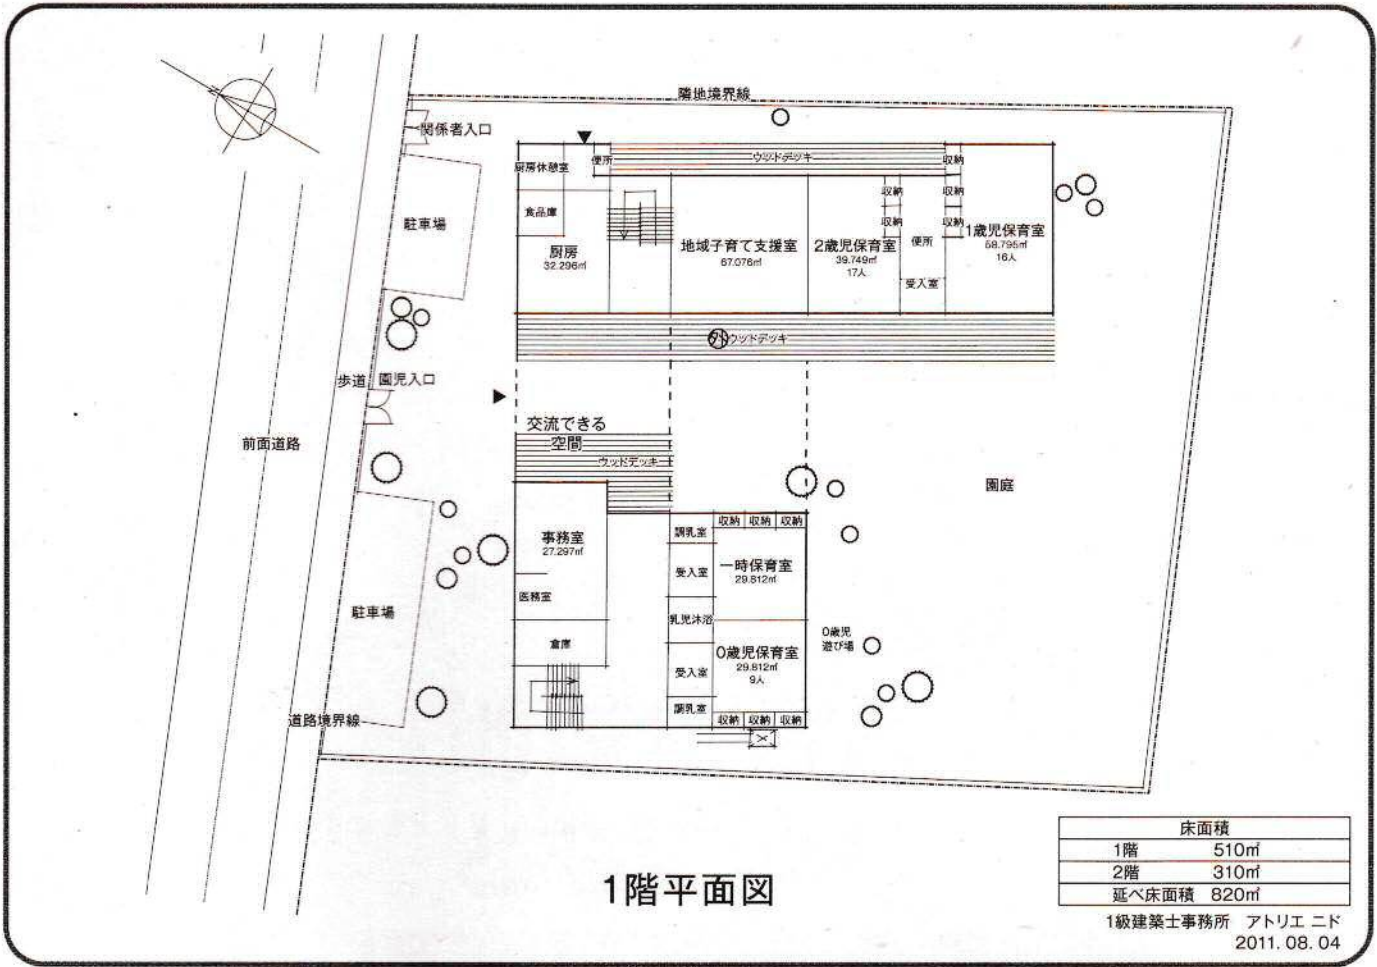 隣地境界線
関係者入口
厨房休憩室
便所
ウッドデッキ
収納
駐車場
食品庫
収納
収納
収納
収納
厨房
32.296㎡
地域子育て支援室
67.076㎡
2歳児保育室
39.749㎡
17人
便所
受入室
1歳児保育室
58.795㎡
16人
ウッドデッキ
歩道
園児入口
前面道路
交流できる
空間
ウッドデッキ
園庭
事務室
27.297㎡
医務室
倉庫
調乳室
収納
収納
収納
受入室
一時保育室
29.812㎡
乳児沐浴
0歳児保育室
29.812㎡
9人
受入室
調乳室
収納
収納
収納
0歳児
遊び場
駐車場
道路境界線
1階平面図
床面積
1階 510㎡
2階 310㎡
延べ床面積 820㎡
1級建築士事務所 アトリエ ニド
2011. 08. 04